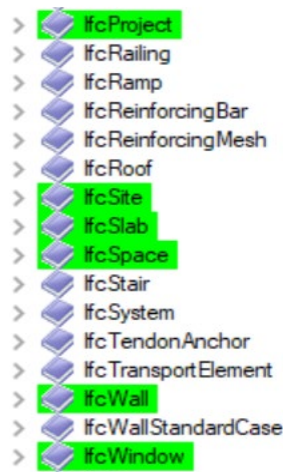 IfcProject
IfcRailing
IfcRamp
IfcReinforcingBar
IfcReinforcingMesh
IfcRoof
IfcSite
IfcSlab
IfcSpace
IfcStair
IfcSystem
IfcTendonAnchor
IfcTransportElement
IfcWall
IfcWallStandardCase
IfcWindow